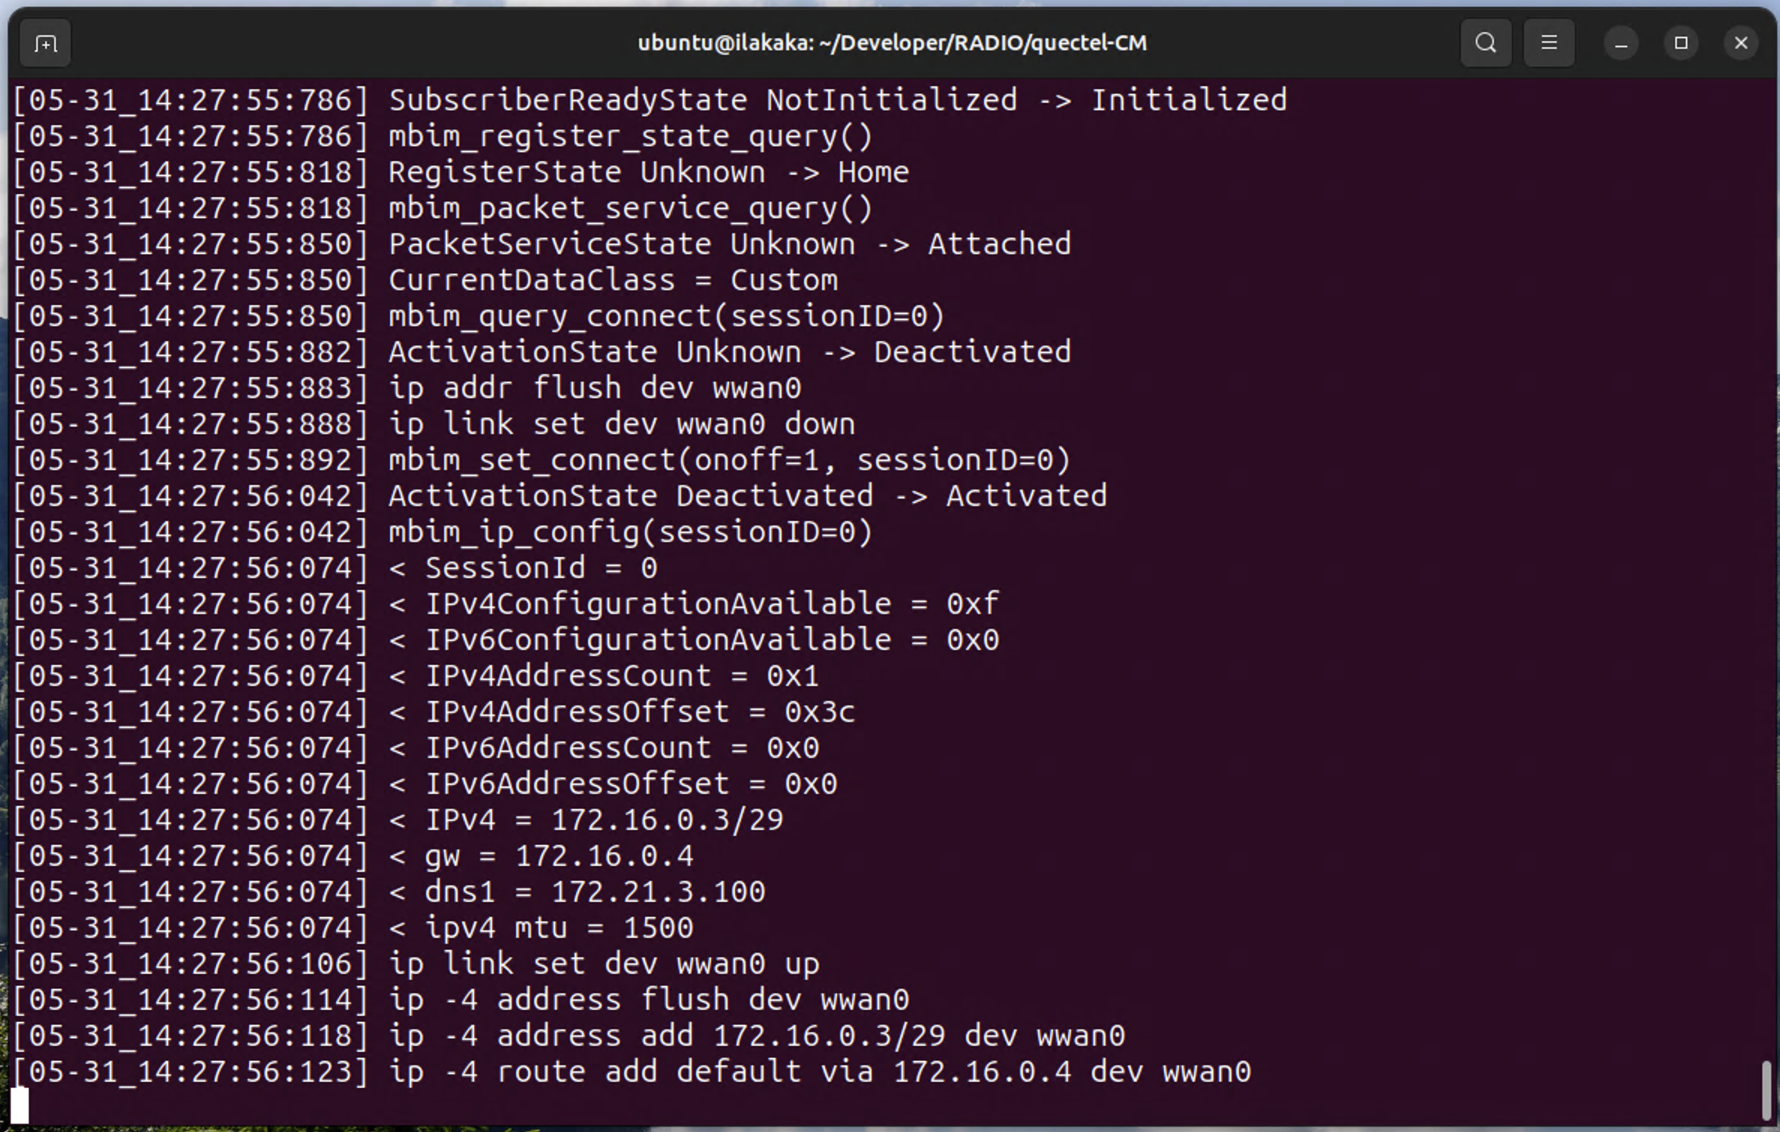 ubuntu@ilakaka: ~/Developer/RADIO/quectel-CM
[05-31_14:27:55:786] SubscriberReadyState NotInitialized -> Initialized
[05-31_14:27:55:786] mbim_register_state_query()
[05-31_14:27:55:818] RegisterState Unknown -> Home
[05-31_14:27:55:818] mbim_packet_service_query()
[05-31_14:27:55:850] PacketServiceState Unknown -> Attached
[05-31_14:27:55:850] CurrentDataClass = Custom
[05-31_14:27:55:850] mbim_query_connect(sessionID=0)
[05-31_14:27:55:882] ActivationState Unknown -> Deactivated
[05-31_14:27:55:883] ip addr flush dev wwan0
[05-31_14:27:55:888] ip link set dev wwan0 down
[05-31_14:27:55:892] mbim_set_connect(onoff=1, sessionID=0)
[05-31_14:27:56:042] ActivationState Deactivated -> Activated
[05-31_14:27:56:042] mbim_ip_config(sessionID=0)
[05-31_14:27:56:074] < SessionId = 0
[05-31_14:27:56:074] < IPv4ConfigurationAvailable = 0xf
[05-31_14:27:56:074] < IPv6ConfigurationAvailable = 0x0
[05-31_14:27:56:074] < IPv4AddressCount = 0x1
[05-31_14:27:56:074] < IPv4AddressOffset = 0x3c
[05-31_14:27:56:074] < IPv6AddressCount = 0x0
[05-31_14:27:56:074] < IPv6AddressOffset = 0x0
[05-31_14:27:56:074] < IPv4 = 172.16.0.3/29
[05-31_14:27:56:074] < gw = 172.16.0.4
[05-31_14:27:56:074] < dns1 = 172.21.3.100
[05-31_14:27:56:074] < ipv4 mtu = 1500
[05-31_14:27:56:106] ip link set dev wwan0 up
[05-31_14:27:56:114] ip -4 address flush dev wwan0
[05-31_14:27:56:118] ip -4 address add 172.16.0.3/29 dev wwan0
[05-31_14:27:56:123] ip -4 route add default via 172.16.0.4 dev wwan0